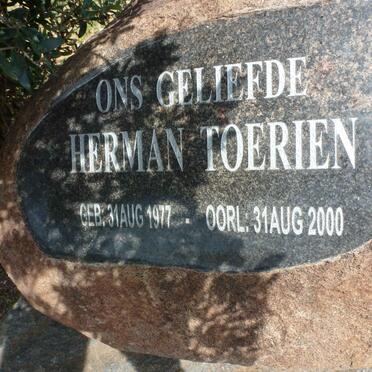 ONS GELIEFDE
HERMAN TOERIEN
GEB. 31 AUG 1977 - OORL. 31 AUG 2000